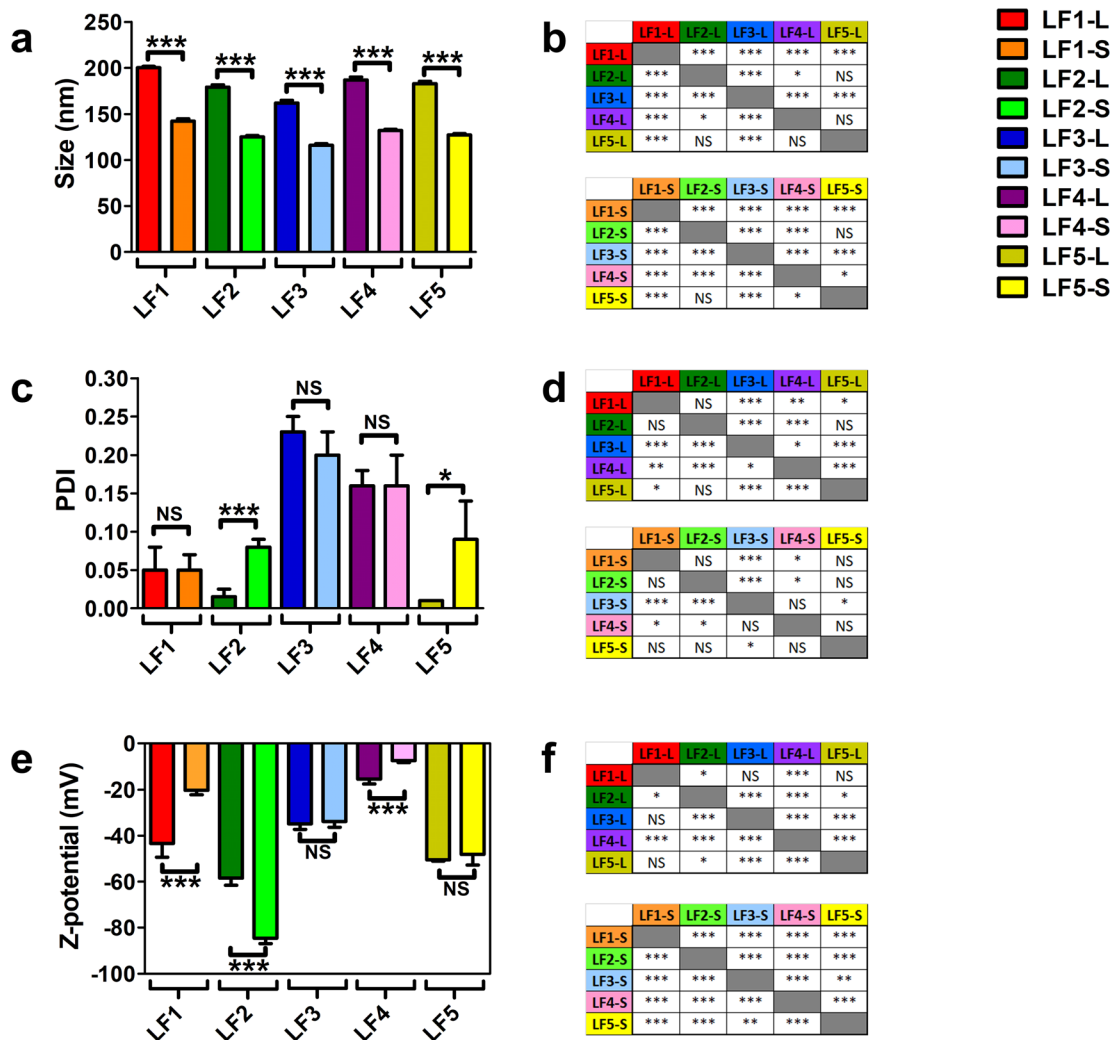 a
Size (nm)
250
200
150
100
50
0
*** *** *** *** ***
LF1 LF2 LF3 LF4 LF5
b
LF1-L LF2-L LF3-L LF4-L LF5-L
LF1-L *** *** *** ***
LF2-L *** *** * NS
LF3-L *** *** *** ***
LF4-L *** * *** NS
LF5-L *** NS *** NS
LF1-S LF2-S LF3-S LF4-S LF5-S
LF1-S *** *** *** ***
LF2-S *** *** *** NS
LF3-S *** *** *** ***
LF4-S *** *** *** *
LF5-S *** NS *** *
LF1-L
LF1-S
LF2-L
LF2-S
LF3-L
LF3-S
LF4-L
LF4-S
LF5-L
LF5-S
c
PDI
0.30
0.25
0.20
0.15
0.10
0.05
0.00
NS *** NS NS *
LF1 LF2 LF3 LF4 LF5
d
LF1-L LF2-L LF3-L LF4-L LF5-L
LF1-L NS *** ** *
LF2-L NS *** *** NS
LF3-L *** *** * ***
LF4-L ** *** * ***
LF5-L * NS *** ***
LF1-S LF2-S LF3-S LF4-S LF5-S
LF1-S NS *** * NS
LF2-S NS *** * NS
LF3-S *** *** NS *
LF4-S * * NS NS
LF5-S NS NS * NS
e
Z-potential (mV)
0
-20
-40
-60
-80
-100
*** *** NS *** NS
LF1 LF2 LF3 LF4 LF5
f
LF1-L LF2-L LF3-L LF4-L LF5-L
LF1-L * NS *** NS
LF2-L * *** *** *
LF3-L NS *** *** ***
LF4-L *** *** *** ***
LF5-L NS * *** ***
LF1-S LF2-S LF3-S LF4-S LF5-S
LF1-S *** *** *** ***
LF2-S *** *** *** ***
LF3-S *** *** *** **
LF4-S *** *** *** ***
LF5-S *** *** ** ***